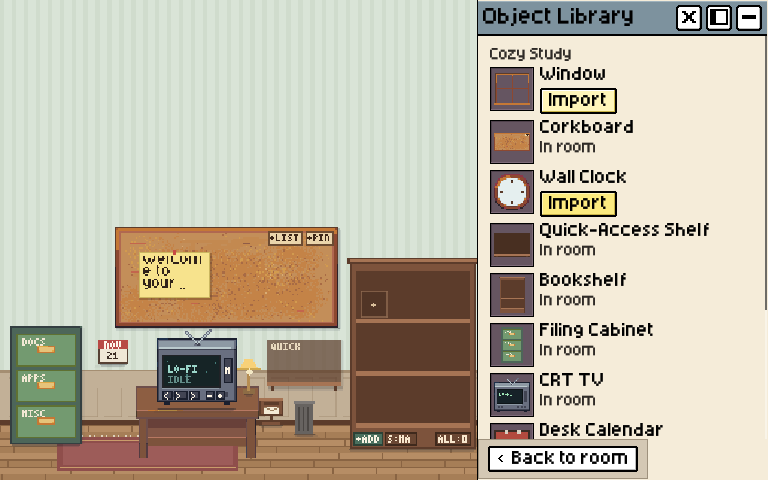 Object Library
Cozy Study
Window
Import
Corkboard
In room
Wall Clock
Import
Quick-Access Shelf
In room
Bookshelf
In room
Filing Cabinet
In room
CRT TV
In room
Desk Calendar
< Back to room
+LIST +PIN
welcom
e to
your …
DOCS
APPS
MISC
NOV
21
LO-FI
IDLE
M
QUICK
+
+ADD S:MA ALL:0